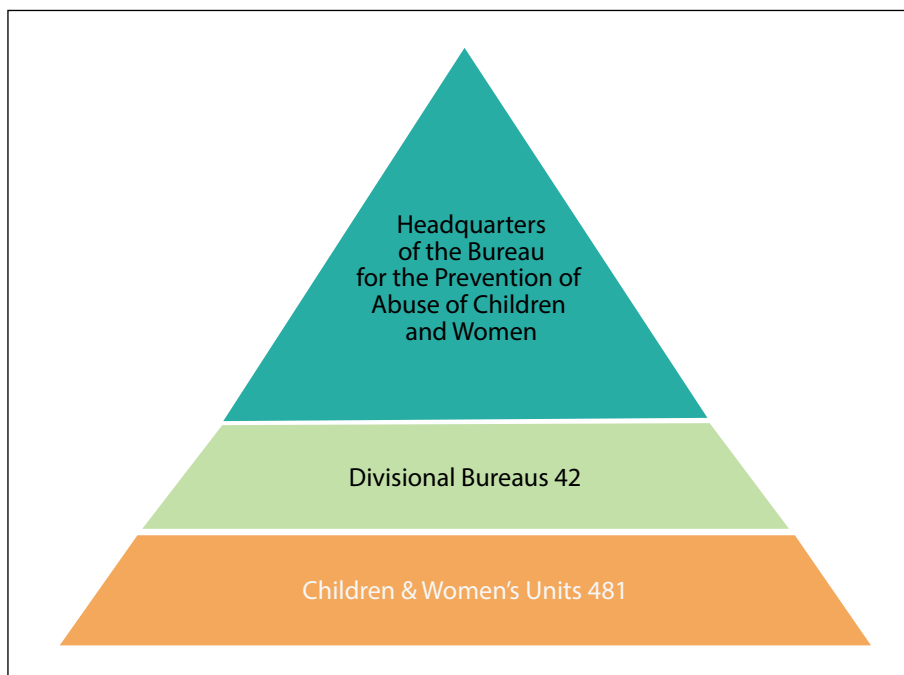 Headquarters
of the Bureau
for the Prevention of
Abuse of Children
and Women
Divisional Bureaus 42
Children & Women's Units 481